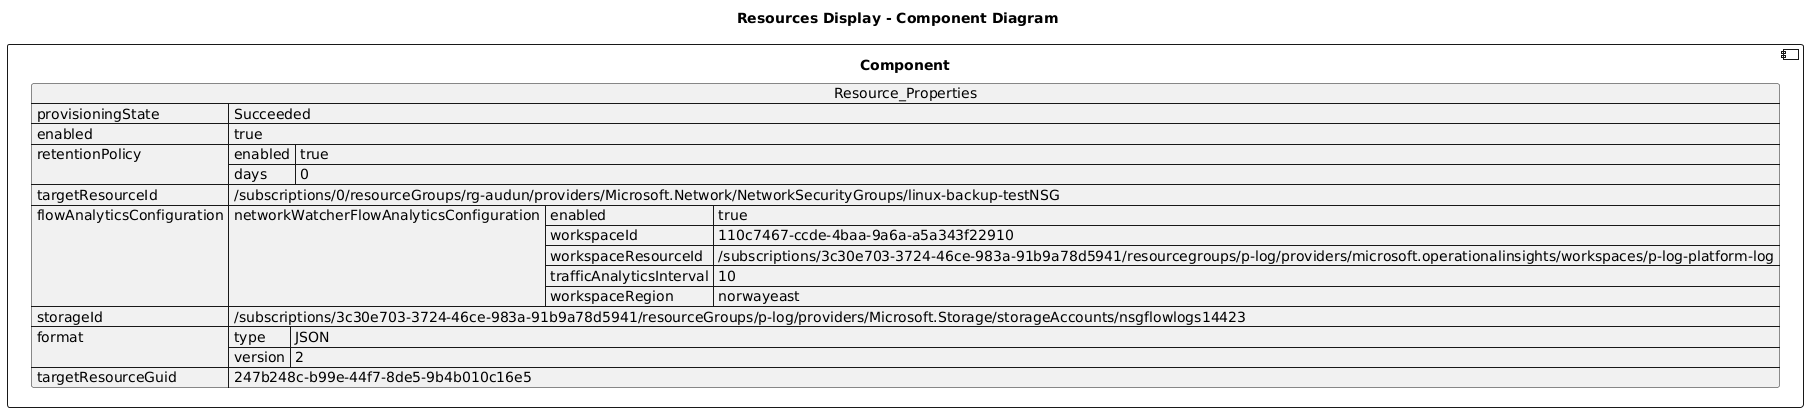 Resources Display - Component Diagram
Component
Resource_Properties
provisioningState Succeeded
enabled true
retentionPolicy enabled true
days 0
targetResourceId /subscriptions/0/resourceGroups/rg-audun/providers/Microsoft.Network/NetworkSecurityGroups/linux-backup-testNSG
flowAnalyticsConfiguration networkWatcherFlowAnalyticsConfiguration enabled true
workspaceId 110c7467-ccde-4baa-9a6a-a5a343f22910
workspaceResourceId /subscriptions/3c30e703-3724-46ce-983a-91b9a78d5941/resourcegroups/p-log/providers/microsoft.operationalinsights/workspaces/p-log-platform-log
trafficAnalyticsInterval 10
workspaceRegion norwayeast
storageId /subscriptions/3c30e703-3724-46ce-983a-91b9a78d5941/resourceGroups/p-log/providers/Microsoft.Storage/storageAccounts/nsgflowlogs14423
format type JSON
version 2
targetResourceGuid 247b248c-b99e-44f7-8de5-9b4b010c16e5